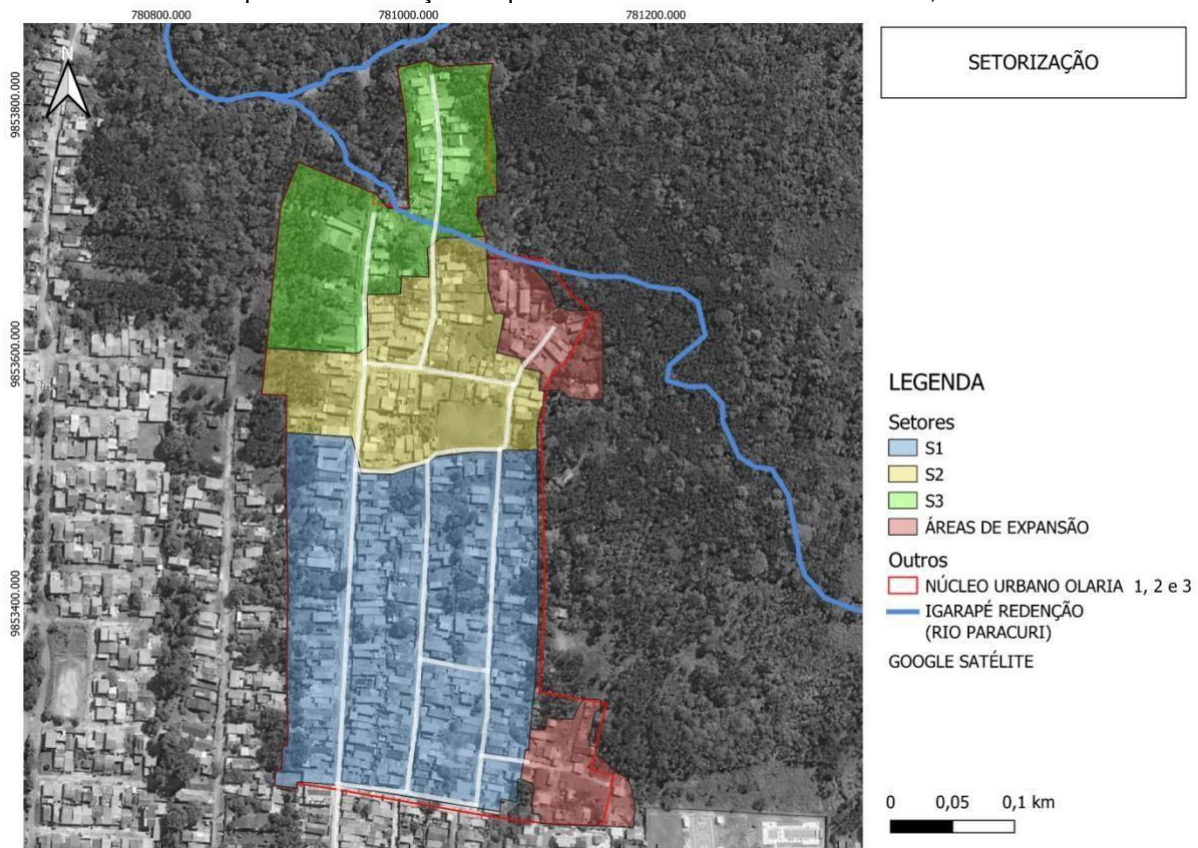 780800.000 781000.000 781200.000
SETORIZAÇÃO
N
9853800.000
9853600.000
9853400.000
LEGENDA
Setores
S1
S2
S3
ÁREAS DE EXPANSÃO
Outros
NÚCLEO URBANO OLARIA 1, 2 e 3
IGARAPÉ REDENÇÃO
(RIO PARACURI)
GOOGLE SATÉLITE
0 0,05 0,1 km